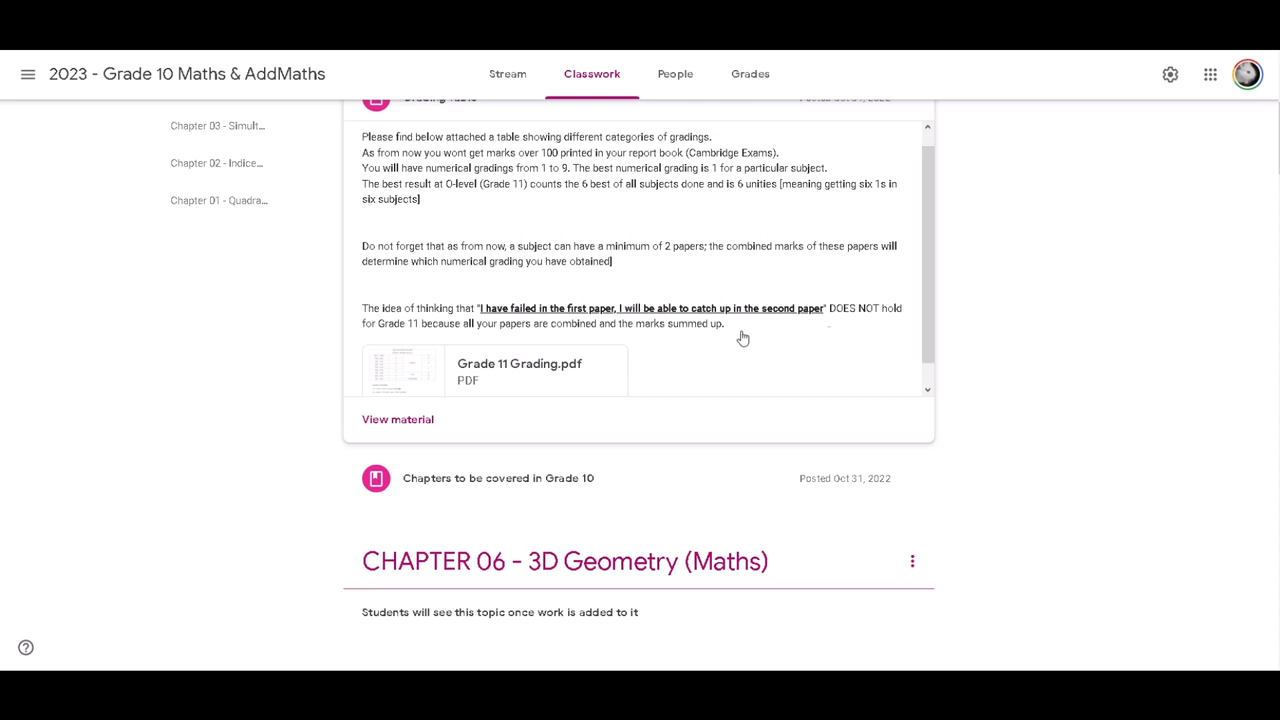 2023 - Grade 10 Maths & AddMaths
Stream
Classwork
People
Grades
Chapter 03 - Simult...
Chapter 02 - Indice...
Chapter 01 - Quadra...
Grading Table
Posted Oct 31, 2022
Please find below attached a table showing different categories of gradings.
As from now you wont get marks over 100 printed in your report book (Cambridge Exams).
You will have numerical gradings from 1 to 9. The best numerical grading is 1 for a particular subject.
The best result at O-level (Grade 11) counts the 6 best of all subjects done and is 6 unities [meaning getting six 1s in
six subjects]
Do not forget that as from now, a subject can have a minimum of 2 papers; the combined marks of these papers will
determine which numerical grading you have obtained]
The idea of thinking that "I have failed in the first paper, I will be able to catch up in the second paper" DOES NOT hold
for Grade 11 because all your papers are combined and the marks summed up.
Grade 11 Grading.pdf
PDF
View material
Chapters to be covered in Grade 10
Posted Oct 31, 2022
CHAPTER 06 - 3D Geometry (Maths)
Students will see this topic once work is added to it